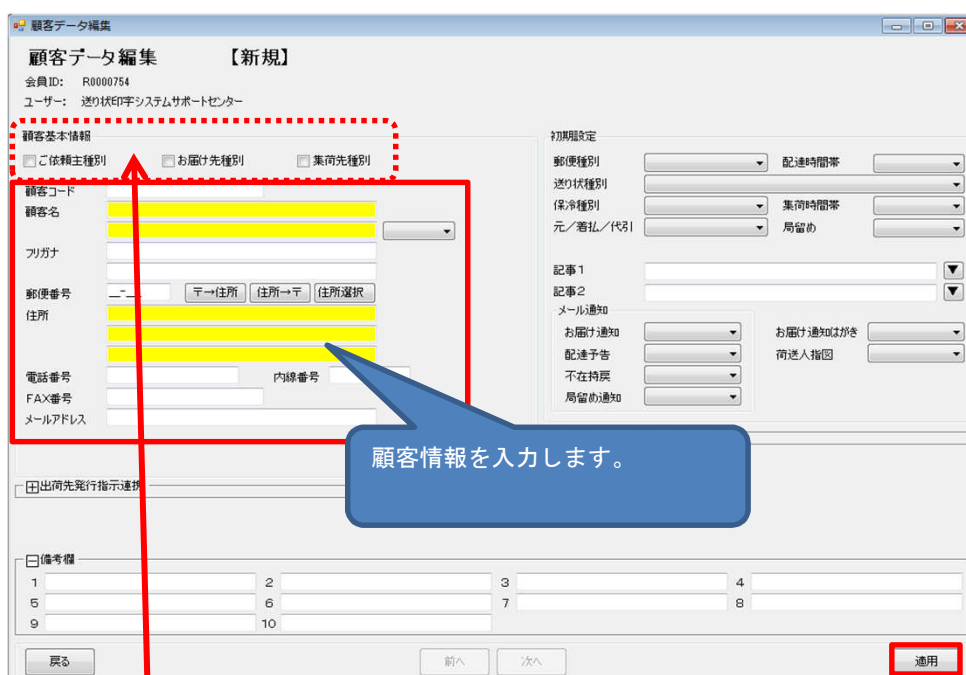 顧客データ編集
顧客データ編集 【新規】
会員ID: R0000754
ユーザー: 送り状印字システムサポートセンター
顧客基本情報
ご依頼主種別 お届け先種別 集荷先種別
顧客コード
顧客名
フリガナ
郵便番号 __-__ 〒→住所 住所→〒 住所選択
住所
電話番号 内線番号
FAX番号
メールアドレス
初期設定
郵便種別 配達時間帯
送り状種別
保冷種別 集荷時間帯
元/着払/代引 局留め
記事1
記事2
メール通知
お届け通知 お届け通知はがき
配達予告 荷送人指図
不在持戻
局留め通知
顧客情報を入力します。
出荷先発行指示連携
備考欄
1 2 3 4
5 6 7 8
9 10
戻る 前へ 次へ 適用